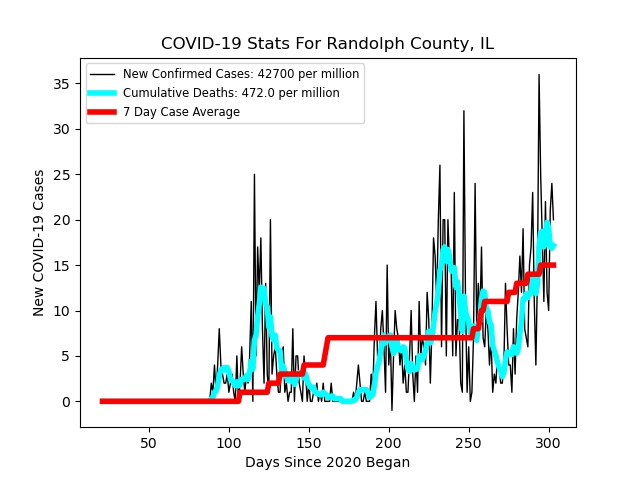 COVID-19 Stats For Randolph County, IL
New Confirmed Cases: 42700 per million
Cumulative Deaths: 472.0 per million
7 Day Case Average
New COVID-19 Cases
35
30
25
20
15
10
5
0
50 100 150 200 250 300
Days Since 2020 Began